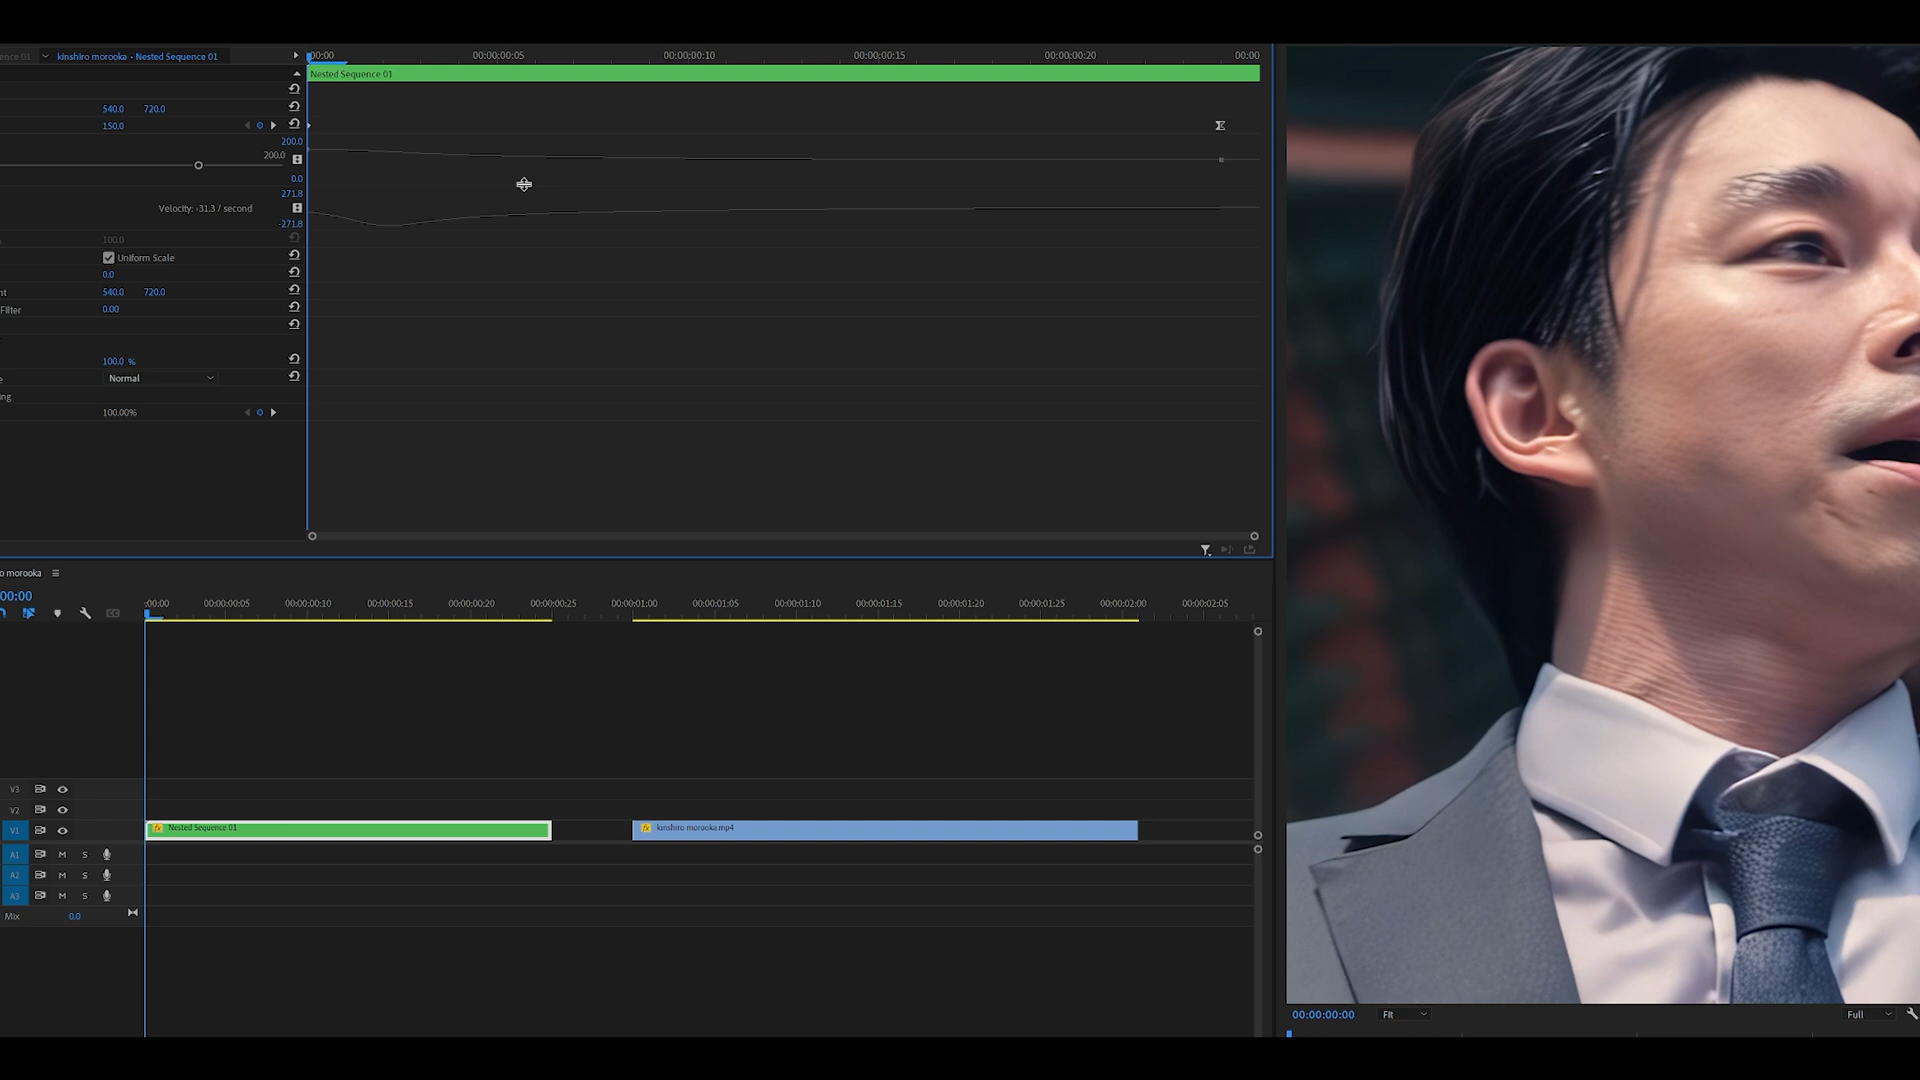 ence 01 kinshiro morooka · Nested Sequence 01
:00:00 00:00:00:05 00:00:00:10 00:00:00:15 00:00:00:20 00:00
Nested Sequence 01
540.0 720.0
150.0
200.0
200.0
0.0
271.8
Velocity: -31.3 / second
-271.8
100.0
Uniform Scale
0.0
nt 540.0 720.0
Filter 0.00
100.0 %
e Normal
ing
100.00%
o morooka
00:00
:00:00 00:00:00:05 00:00:00:10 00:00:00:15 00:00:00:20 00:00:00:25 00:00:01:00 00:00:01:05 00:00:01:10 00:00:01:15 00:00:01:20 00:00:01:25 00:00:02:00 00:00:02:05
CC
V3
V2
V1 fx Nested Sequence 01 fx kinshiro morooka.mp4
A1 M S
A2 M S
A3 M S
Mix 0.0
00:00:00:00 Fit Full